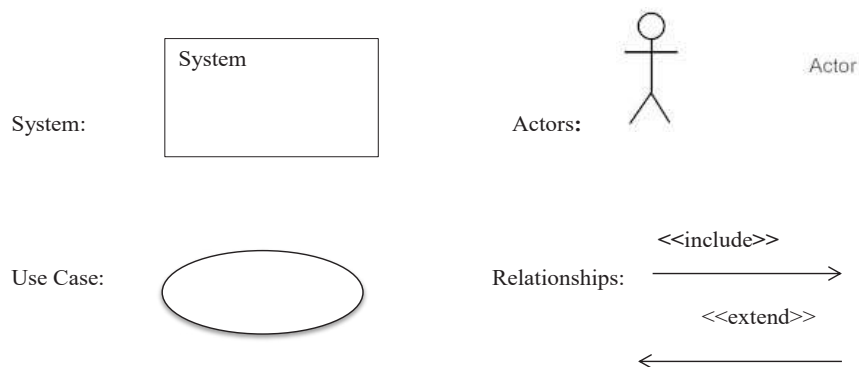 System
Actor
System:
Actors:
<<include>>
Use Case:
Relationships:
<<extend>>